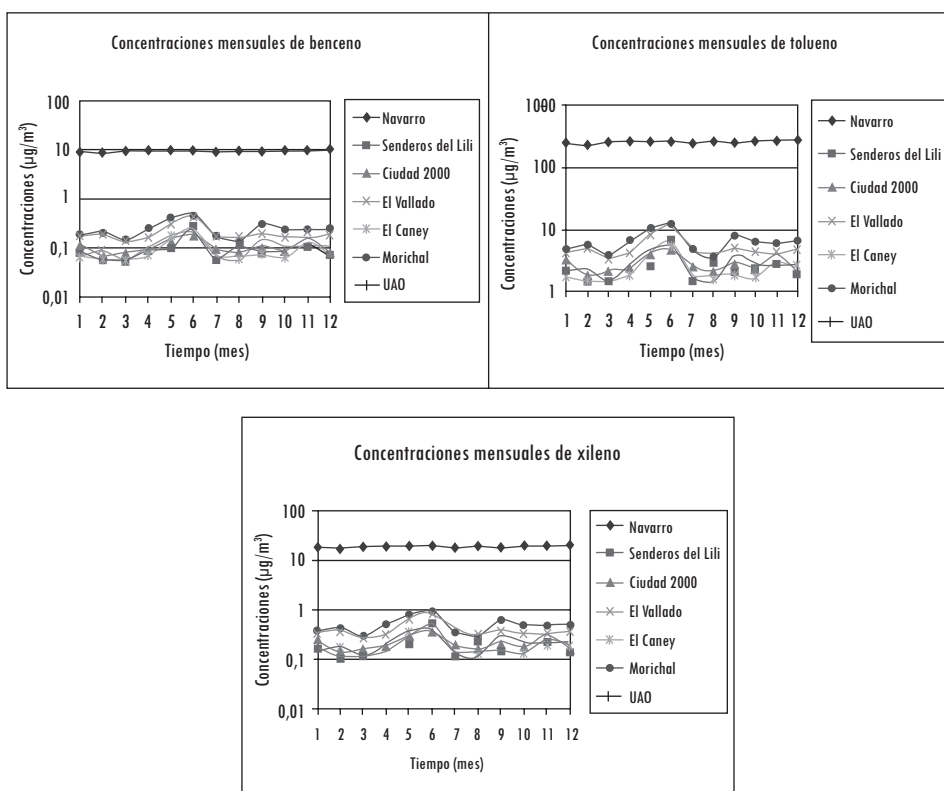 Concentraciones mensuales de benceno
Concentraciones (µg/m³)
100
10
1
0,1
0,01
1 2 3 4 5 6 7 8 9 10 11 12
Tiempo (mes)
Navarro
Senderos del Lili
Ciudad 2000
El Vallado
El Caney
Morichal
UAO
Concentraciones mensuales de tolueno
Concentraciones (µg/m³)
1000
100
10
1
1 2 3 4 5 6 7 8 9 10 11 12
Tiempo (mes)
Navarro
Senderos del Lili
Ciudad 2000
El Vallado
El Caney
Morichal
UAO
Concentraciones mensuales de xileno
Concentraciones (µg/m³)
100
10
1
0,1
0,01
1 2 3 4 5 6 7 8 9 10 11 12
Tiempo (mes)
Navarro
Senderos del Lili
Ciudad 2000
El Vallado
El Caney
Morichal
UAO